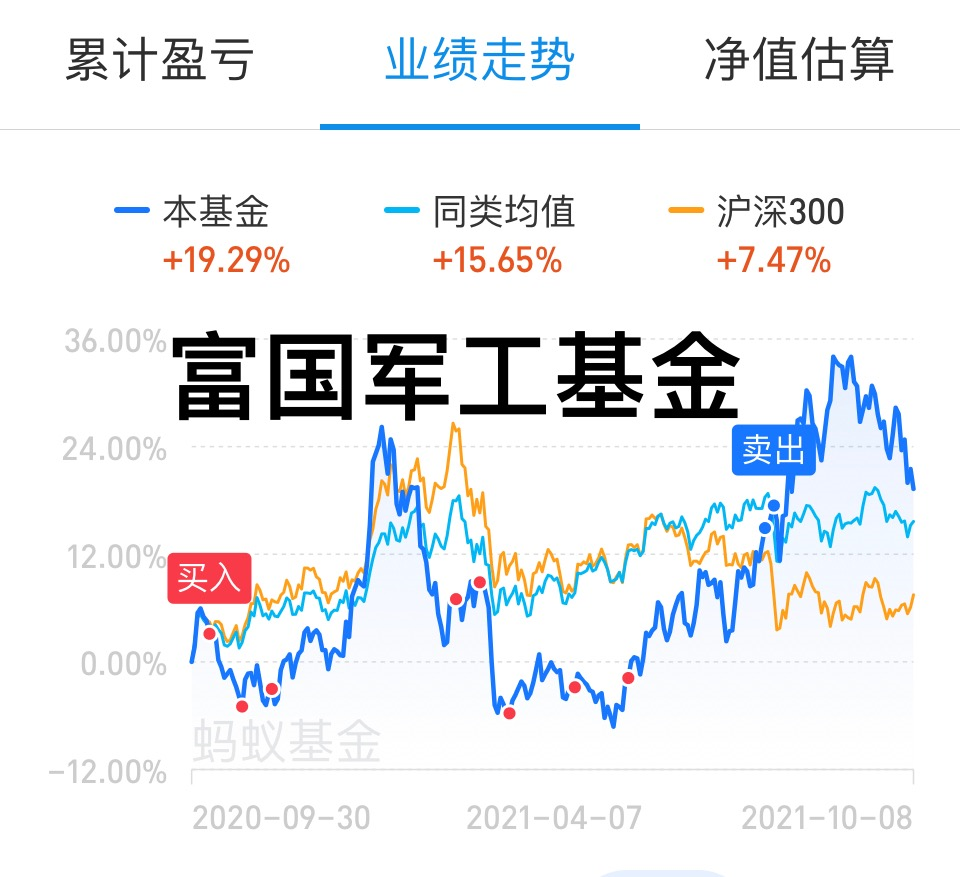 累计盈亏 业绩走势 净值估算
本基金 同类均值 沪深300
+19.29% +15.65% +7.47%
36.00%
富国军工基金
24.00%
卖出
12.00%
买入
0.00%
蚂蚁基金
-12.00%
2020-09-30 2021-04-07 2021-10-08